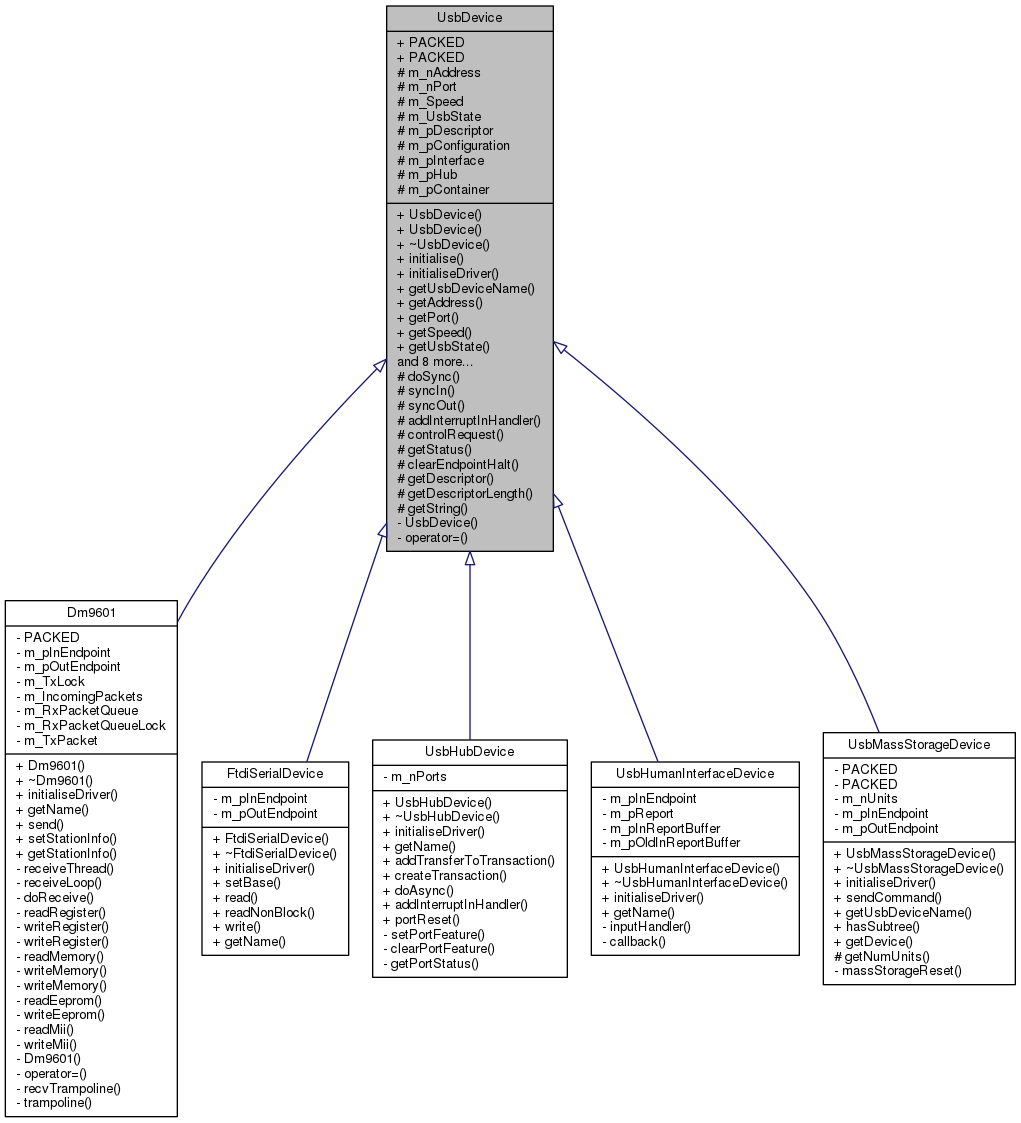 UsbDevice
+ PACKED
+ PACKED
# m_nAddress
# m_nPort
# m_Speed
# m_UsbState
# m_pDescriptor
# m_pConfiguration
# m_pInterface
# m_pHub
# m_pContainer
+ UsbDevice()
+ UsbDevice()
+ ~UsbDevice()
+ initialise()
+ initialiseDriver()
+ getUsbDeviceName()
+ getAddress()
+ getPort()
+ getSpeed()
+ getUsbState()
and 8 more...
# doSync()
# syncIn()
# syncOut()
# addInterruptInHandler()
# controlRequest()
# getStatus()
# clearEndpointHalt()
# getDescriptor()
# getDescriptorLength()
# getString()
- UsbDevice()
- operator=()
Dm9601
- PACKED
- m_pInEndpoint
- m_pOutEndpoint
- m_TxLock
- m_IncomingPackets
- m_RxPacketQueue
- m_RxPacketQueueLock
- m_TxPacket
+ Dm9601()
+ ~Dm9601()
+ initialiseDriver()
+ getName()
+ send()
+ setStationInfo()
+ getStationInfo()
- receiveThread()
- receiveLoop()
- doReceive()
- readRegister()
- writeRegister()
- writeRegister()
- readMemory()
- writeMemory()
- writeMemory()
- readEeprom()
- writeEeprom()
- readMii()
- writeMii()
- Dm9601()
- operator=()
- recvTrampoline()
- trampoline()
FtdiSerialDevice
- m_pInEndpoint
- m_pOutEndpoint
+ FtdiSerialDevice()
+ ~FtdiSerialDevice()
+ initialiseDriver()
+ setBase()
+ read()
+ readNonBlock()
+ write()
+ getName()
UsbHubDevice
- m_nPorts
+ UsbHubDevice()
+ ~UsbHubDevice()
+ initialiseDriver()
+ getName()
+ addTransferToTransaction()
+ createTransaction()
+ doAsync()
+ addInterruptInHandler()
+ portReset()
- setPortFeature()
- clearPortFeature()
- getPortStatus()
UsbHumanInterfaceDevice
- m_pInEndpoint
- m_pReport
- m_pInReportBuffer
- m_pOldInReportBuffer
+ UsbHumanInterfaceDevice()
+ ~UsbHumanInterfaceDevice()
+ initialiseDriver()
+ getName()
- inputHandler()
- callback()
UsbMassStorageDevice
- PACKED
- PACKED
- m_nUnits
- m_pInEndpoint
- m_pOutEndpoint
+ UsbMassStorageDevice()
+ ~UsbMassStorageDevice()
+ initialiseDriver()
+ sendCommand()
+ getUsbDeviceName()
+ hasSubtree()
+ getDevice()
# getNumUnits()
- massStorageReset()